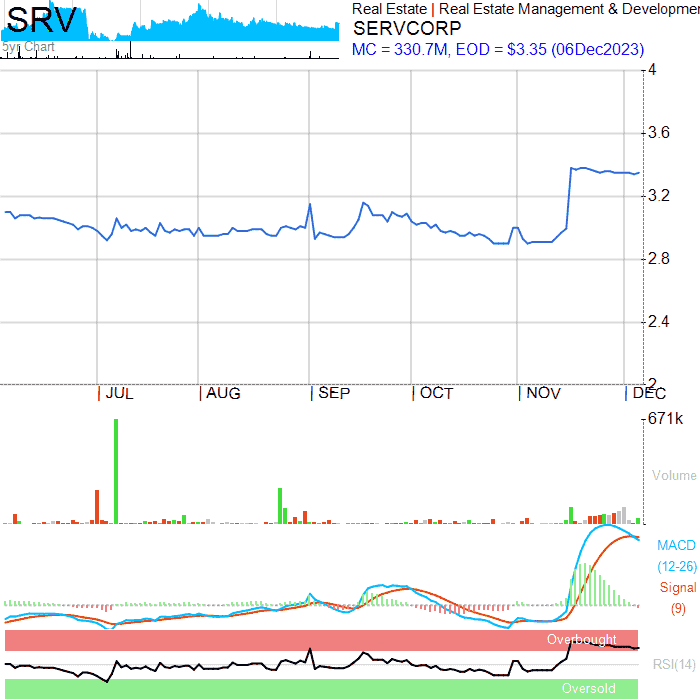 SRV
5yr Chart
Real Estate | Real Estate Management & Developmen
SERVCORP
MC = 330.7M, EOD = $3.35 (06Dec2023)
4
3.6
3.2
2.8
2.4
2
JUL AUG SEP OCT NOV DEC
671k
Volume
MACD
(12-26)
Signal
(9)
Overbought
RSI(14)
Oversold